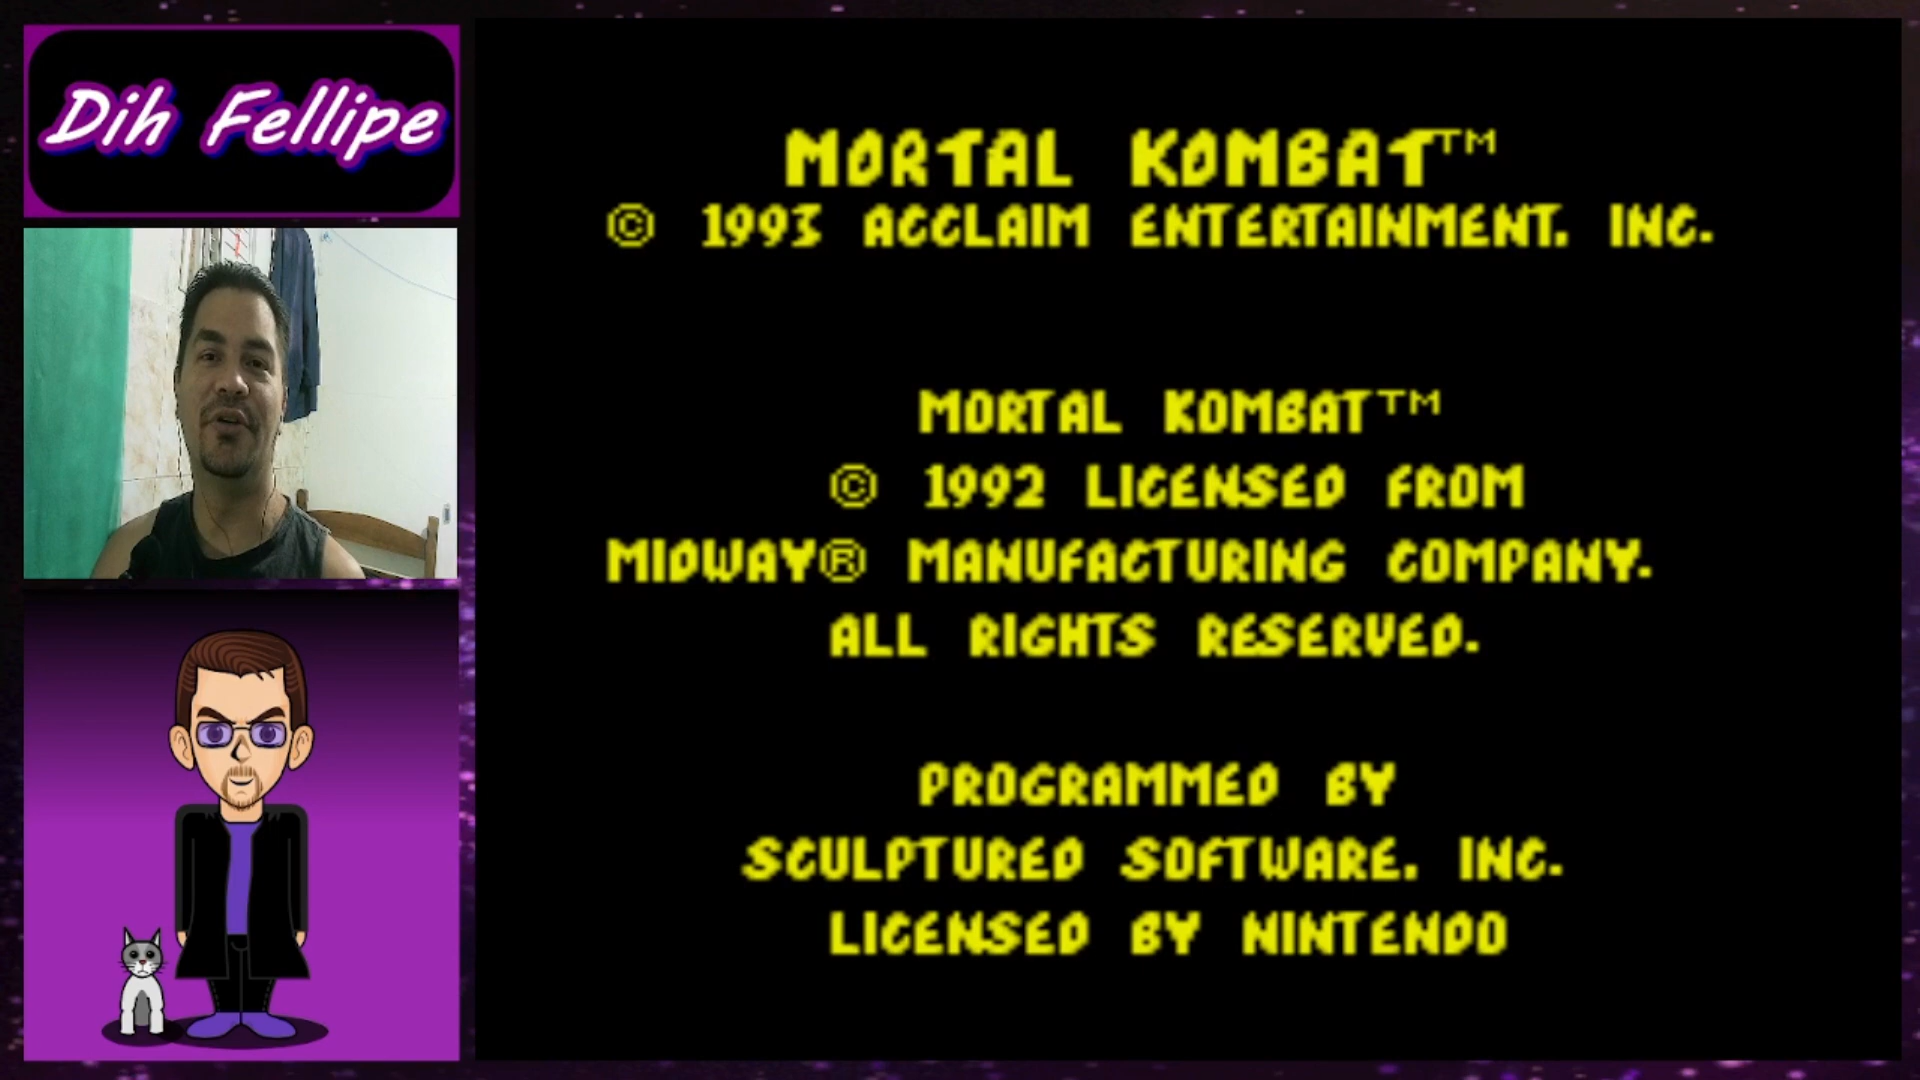 Dih Fellipe
MORTAL KOMBAT™
© 1993 ACCLAIM ENTERTAINMENT, INC.
MORTAL KOMBAT™
© 1992 LICENSED FROM
MIDWAY® MANUFACTURING COMPANY.
ALL RIGHTS RESERVED.
PROGRAMMED BY
SCULPTURED SOFTWARE, INC.
LICENSED BY NINTENDO